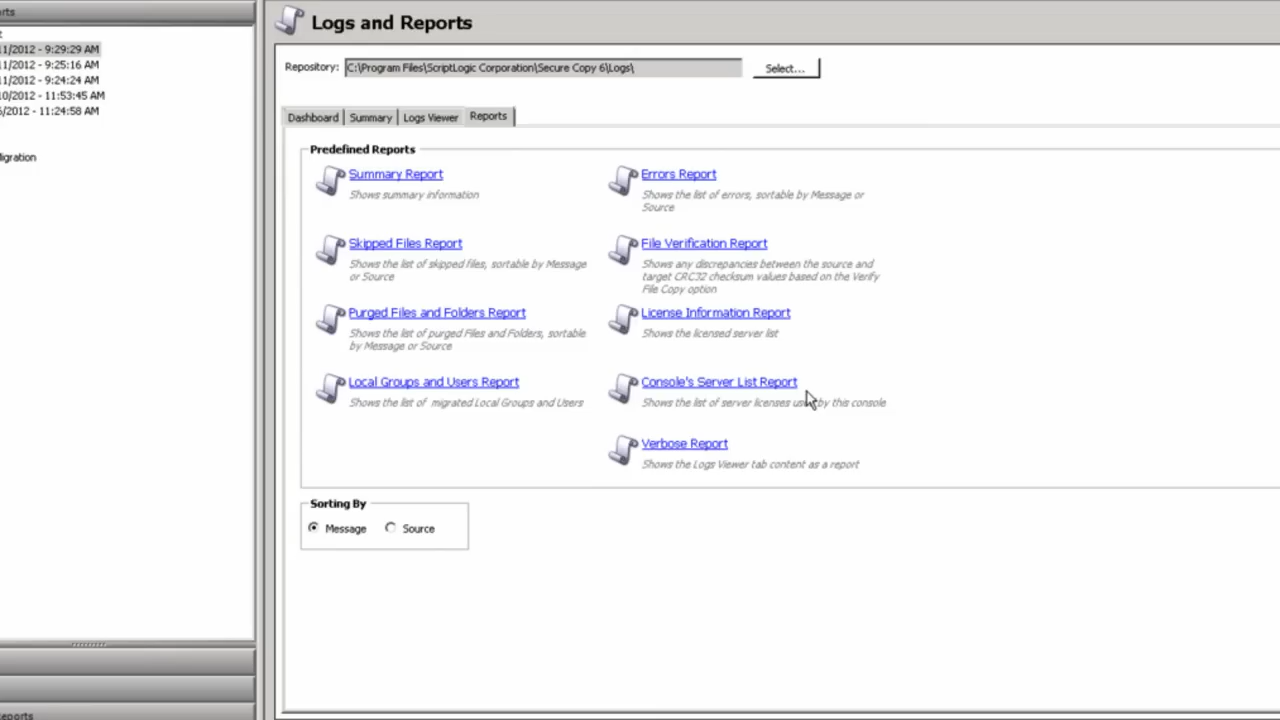 rts
t
11/2012 - 9:29:29 AM
11/2012 - 9:25:16 AM
11/2012 - 9:24:24 AM
10/2012 - 11:53:45 AM
6/2012 - 11:24:58 AM
ligration
Reports
Logs and Reports
Repository: C:\Program Files\ScriptLogic Corporation\Secure Copy 6\Logs\ Select...
Dashboard Summary Logs Viewer Reports
Predefined Reports
Summary Report
Shows summary information
Errors Report
Shows the list of errors, sortable by Message or
Source
Skipped Files Report
Shows the list of skipped files, sortable by Message
or Source
File Verification Report
Shows any discrepancies between the source and
target CRC32 checksum values based on the Verify
File Copy option
Purged Files and Folders Report
Shows the list of purged Files and Folders, sortable
by Message or Source
License Information Report
Shows the licensed server list
Local Groups and Users Report
Shows the list of migrated Local Groups and Users
Console's Server List Report
Shows the list of server licenses used by this console
Verbose Report
Shows the Logs Viewer tab content as a report
Sorting By
Message Source